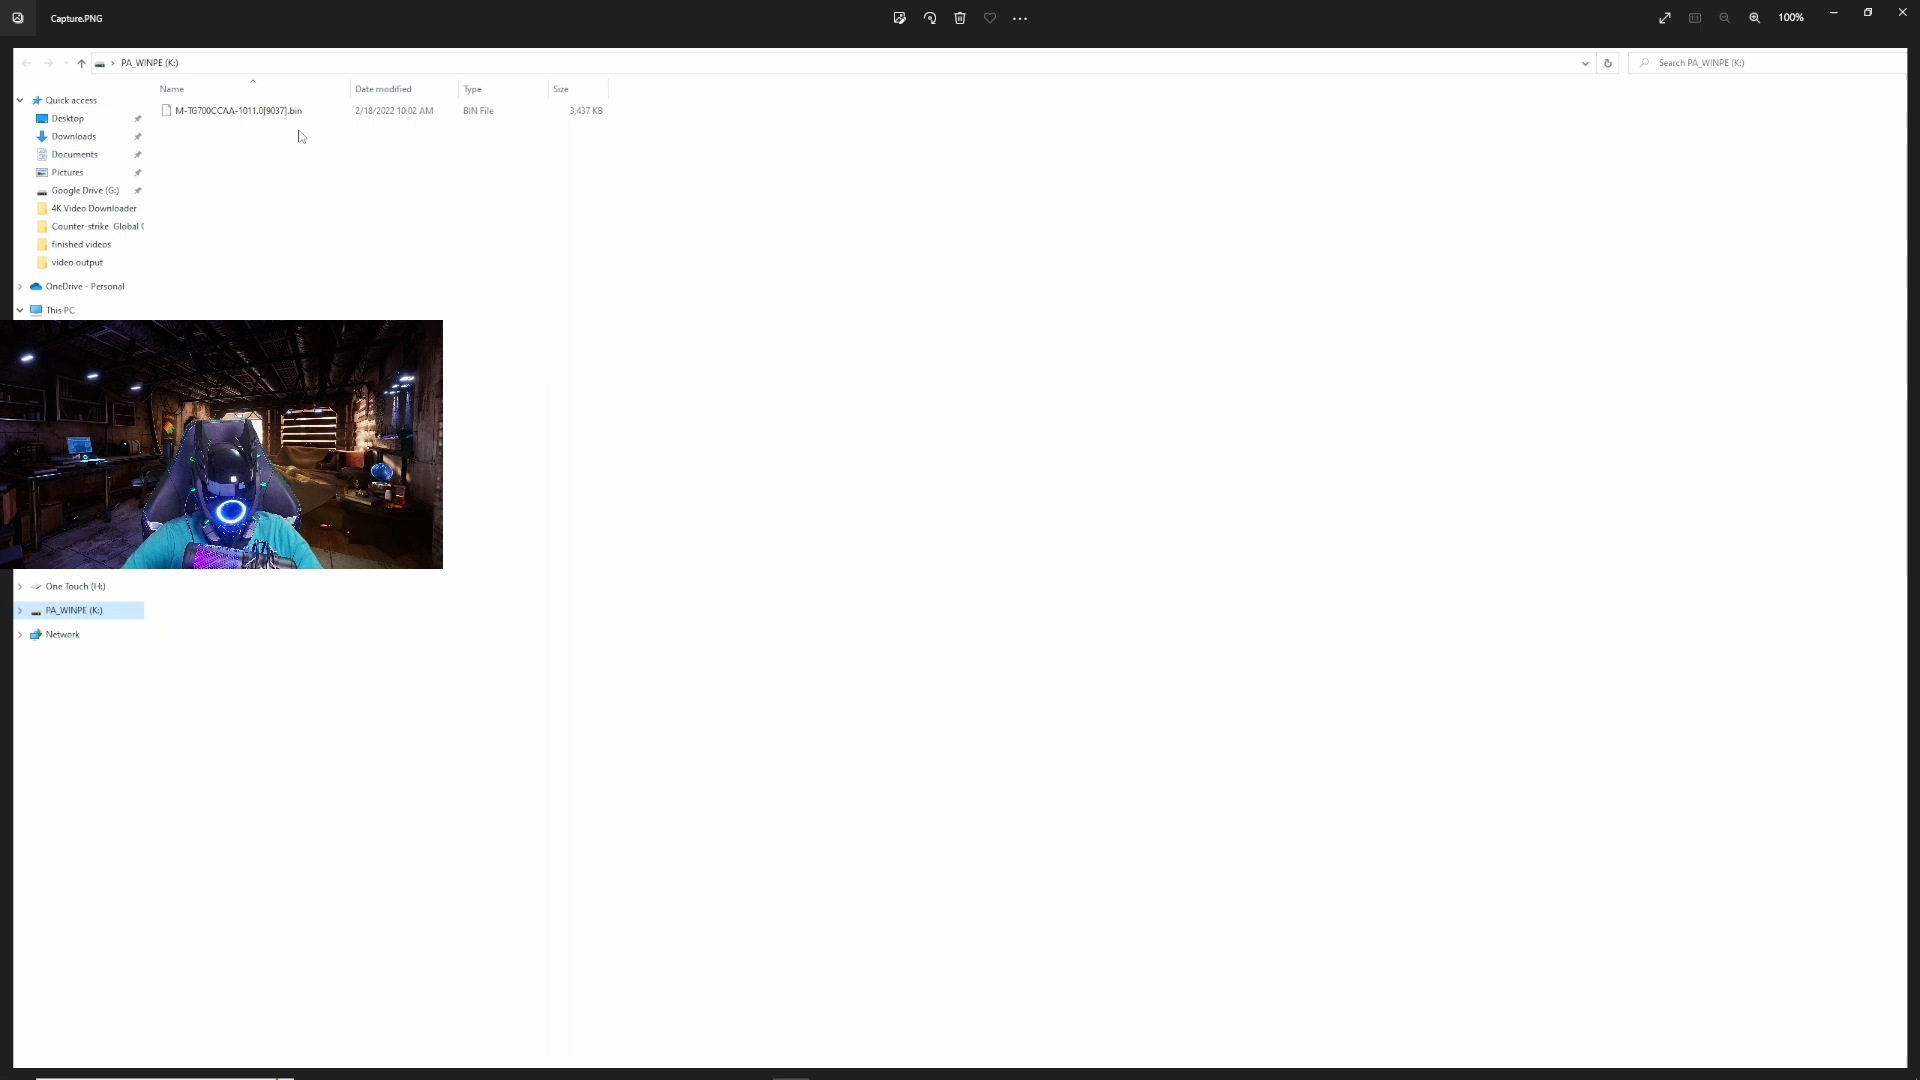 Capture.PNG
100%
PA_WINPE (K:)
Search PA_WINPE (K:)
Name
Date modified
Type
Size
M-TG700CCAA-1011.0[9037].bin
2/18/2022 10:02 AM
BIN File
3,437 KB
Quick access
Desktop
Downloads
Documents
Pictures
Google Drive (G:)
4K Video Downloader
Counter-strike Global
finished videos
video output
OneDrive - Personal
This PC
One Touch (H:)
PA_WINPE (K:)
Network